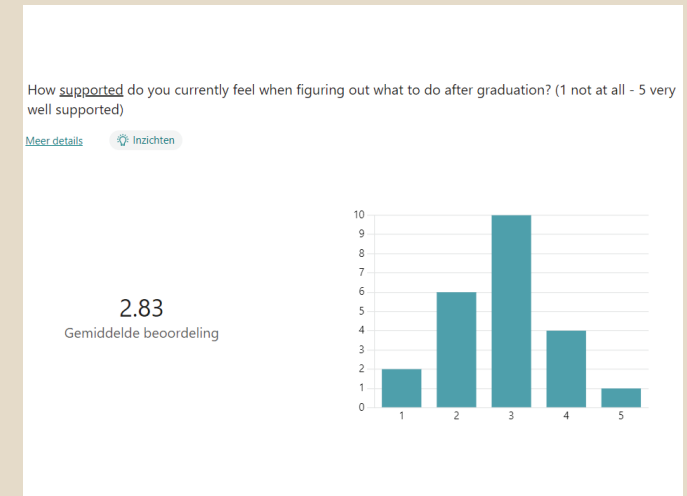 How supported do you currently feel when figuring out what to do after graduation? (1 not at all - 5 very
well supported)
Meer details
Inzichten
2.83
Gemiddelde beoordeling
10
9
8
7
6
5
4
3
2
1
0
1 2 3 4 5